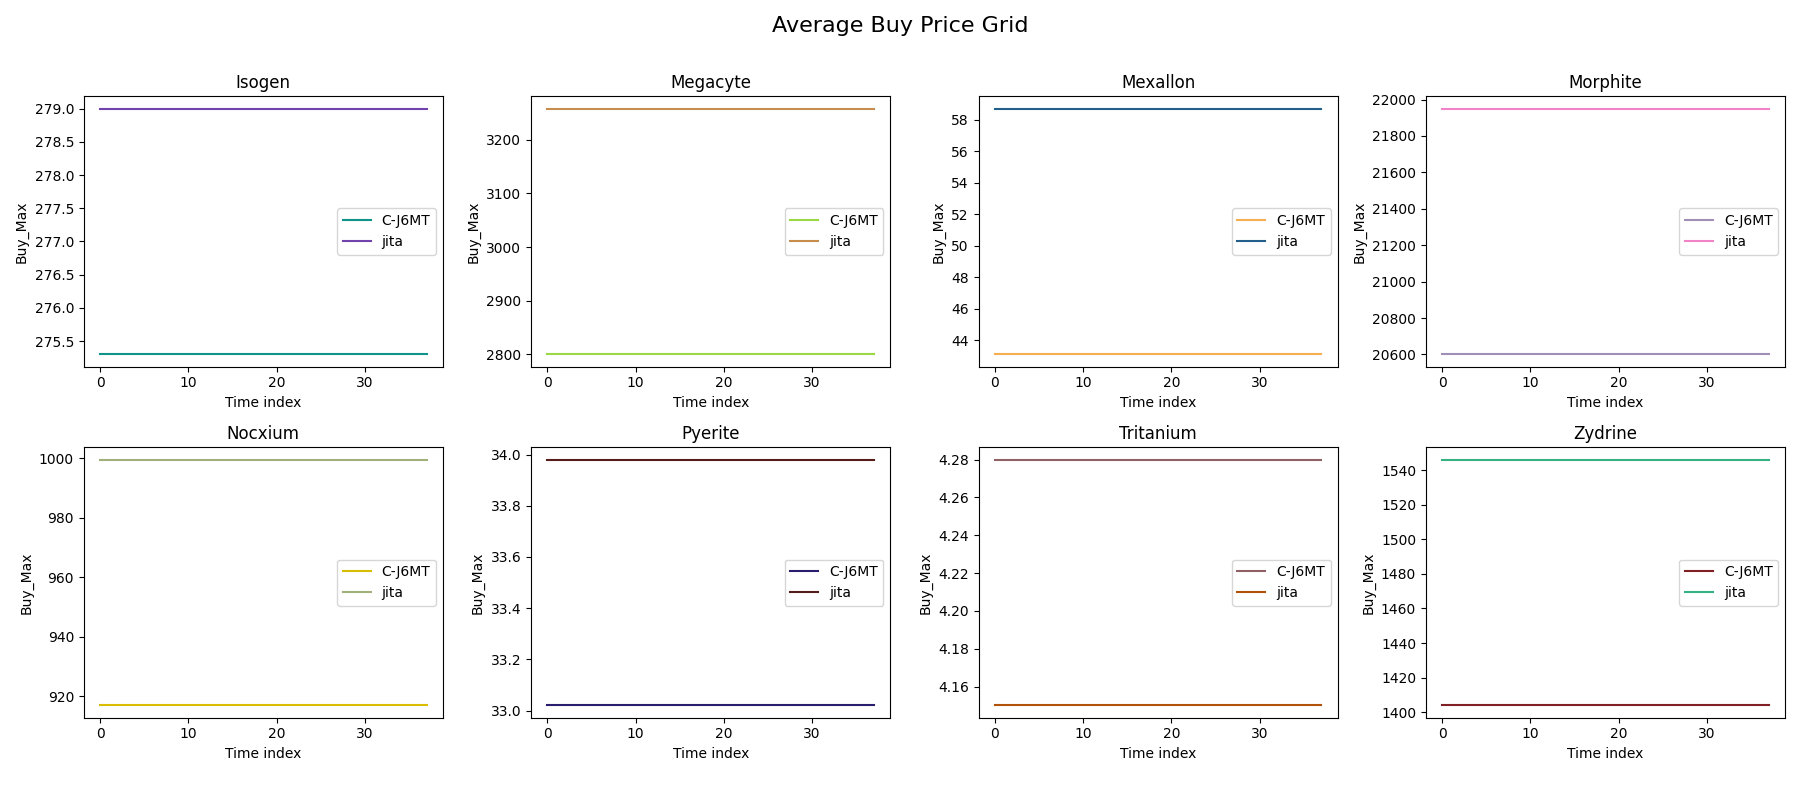 Average Buy Price Grid
Isogen
279.0
278.5
278.0
277.5
277.0
276.5
276.0
275.5
Buy_Max
C-J6MT
jita
0 10 20 30
Time index
Megacyte
3200
3100
3000
2900
2800
Buy_Max
C-J6MT
jita
0 10 20 30
Time index
Mexallon
58
56
54
52
50
48
46
44
Buy_Max
C-J6MT
jita
0 10 20 30
Time index
Morphite
22000
21800
21600
21400
21200
21000
20800
20600
Buy_Max
C-J6MT
jita
0 10 20 30
Time index
Nocxium
1000
980
960
940
920
Buy_Max
C-J6MT
jita
0 10 20 30
Time index
Pyerite
34.0
33.8
33.6
33.4
33.2
33.0
Buy_Max
C-J6MT
jita
0 10 20 30
Time index
Tritanium
4.28
4.26
4.24
4.22
4.20
4.18
4.16
Buy_Max
C-J6MT
jita
0 10 20 30
Time index
Zydrine
1540
1520
1500
1480
1460
1440
1420
1400
Buy_Max
C-J6MT
jita
0 10 20 30
Time index